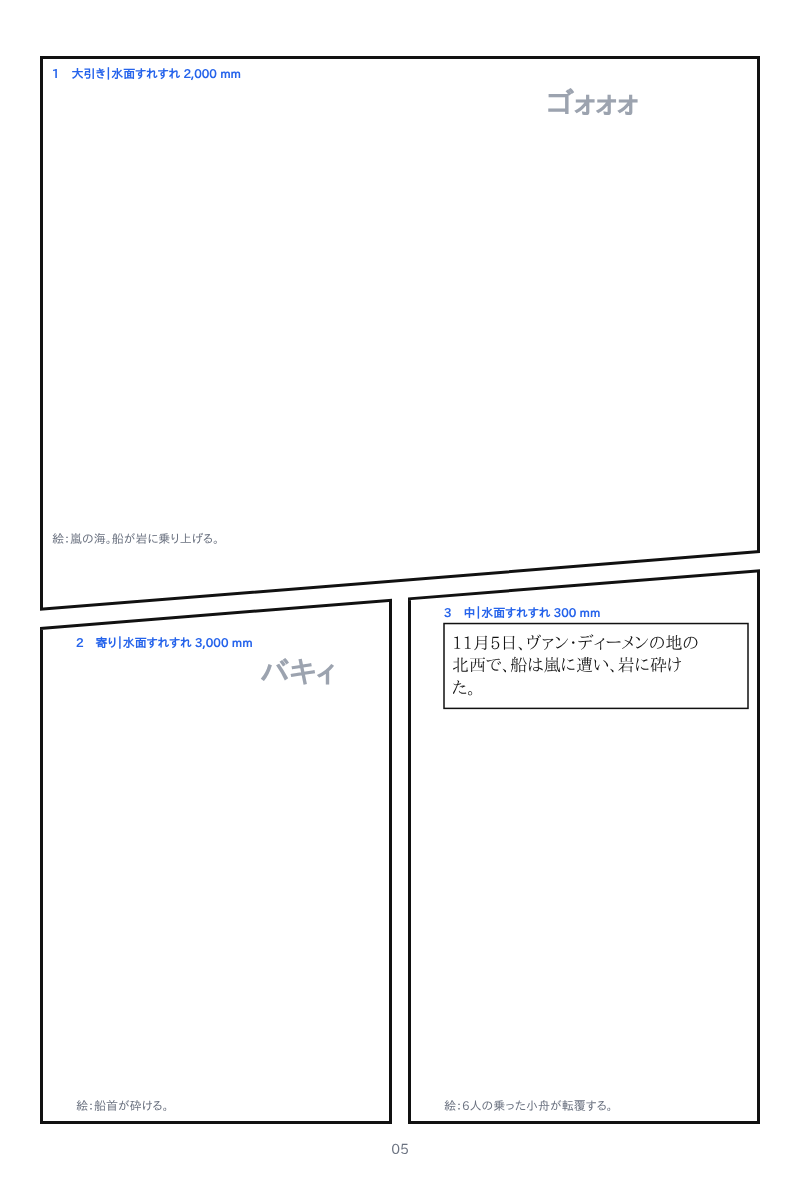 1 大引き|水面すれすれ 2,000 mm
ゴォォォ
絵:嵐の海。船が岩に乗り上げる。
2 寄り|水面すれすれ 3,000 mm
バキィ
絵:船首が砕ける。
3 中|水面すれすれ 300 mm
11月5日、ヴァン・ディーメンの地の
北西で、船は嵐に遭い、岩に砕け
た。
絵:6人の乗った小舟が転覆する。
05